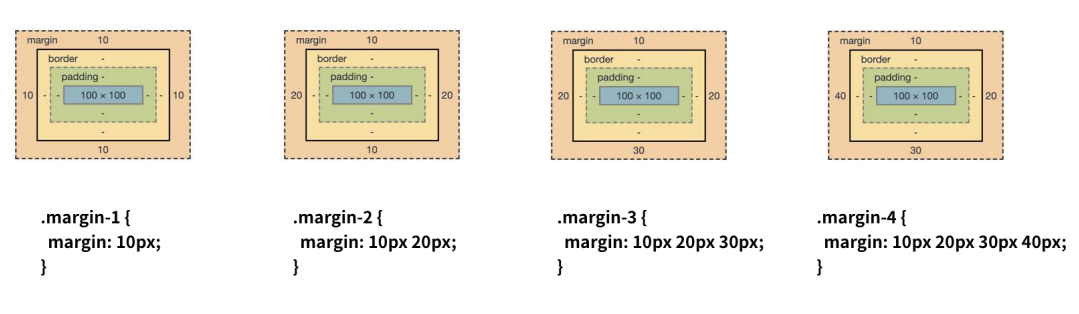 margin 10
border -
padding -
10 - - 100 × 100 - - 10
-
-
10
margin 10
border -
padding -
20 - - 100 × 100 - - 20
-
-
10
margin 10
border -
padding -
20 - - 100 × 100 - - 20
-
-
30
margin 10
border -
padding -
40 - - 100 × 100 - - 20
-
-
30
.margin-1 {
margin: 10px;
}
.margin-2 {
margin: 10px 20px;
}
.margin-3 {
margin: 10px 20px 30px;
}
.margin-4 {
margin: 10px 20px 30px 40px;
}